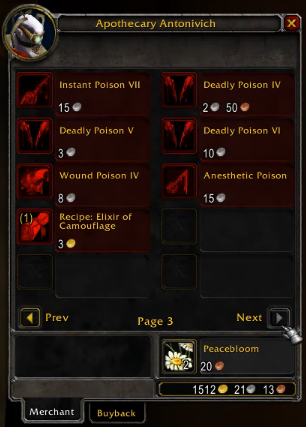 Apothecary Antonivich
Instant Poison VII
15
Deadly Poison IV
2 50
Deadly Poison V
3
Deadly Poison VI
10
Wound Poison IV
8
Anesthetic Poison
15
(1)
Recipe: Elixir of
Camouflage
3
Prev
Page 3
Next
Peacebloom
2
20
1512 21 13
Merchant
Buyback